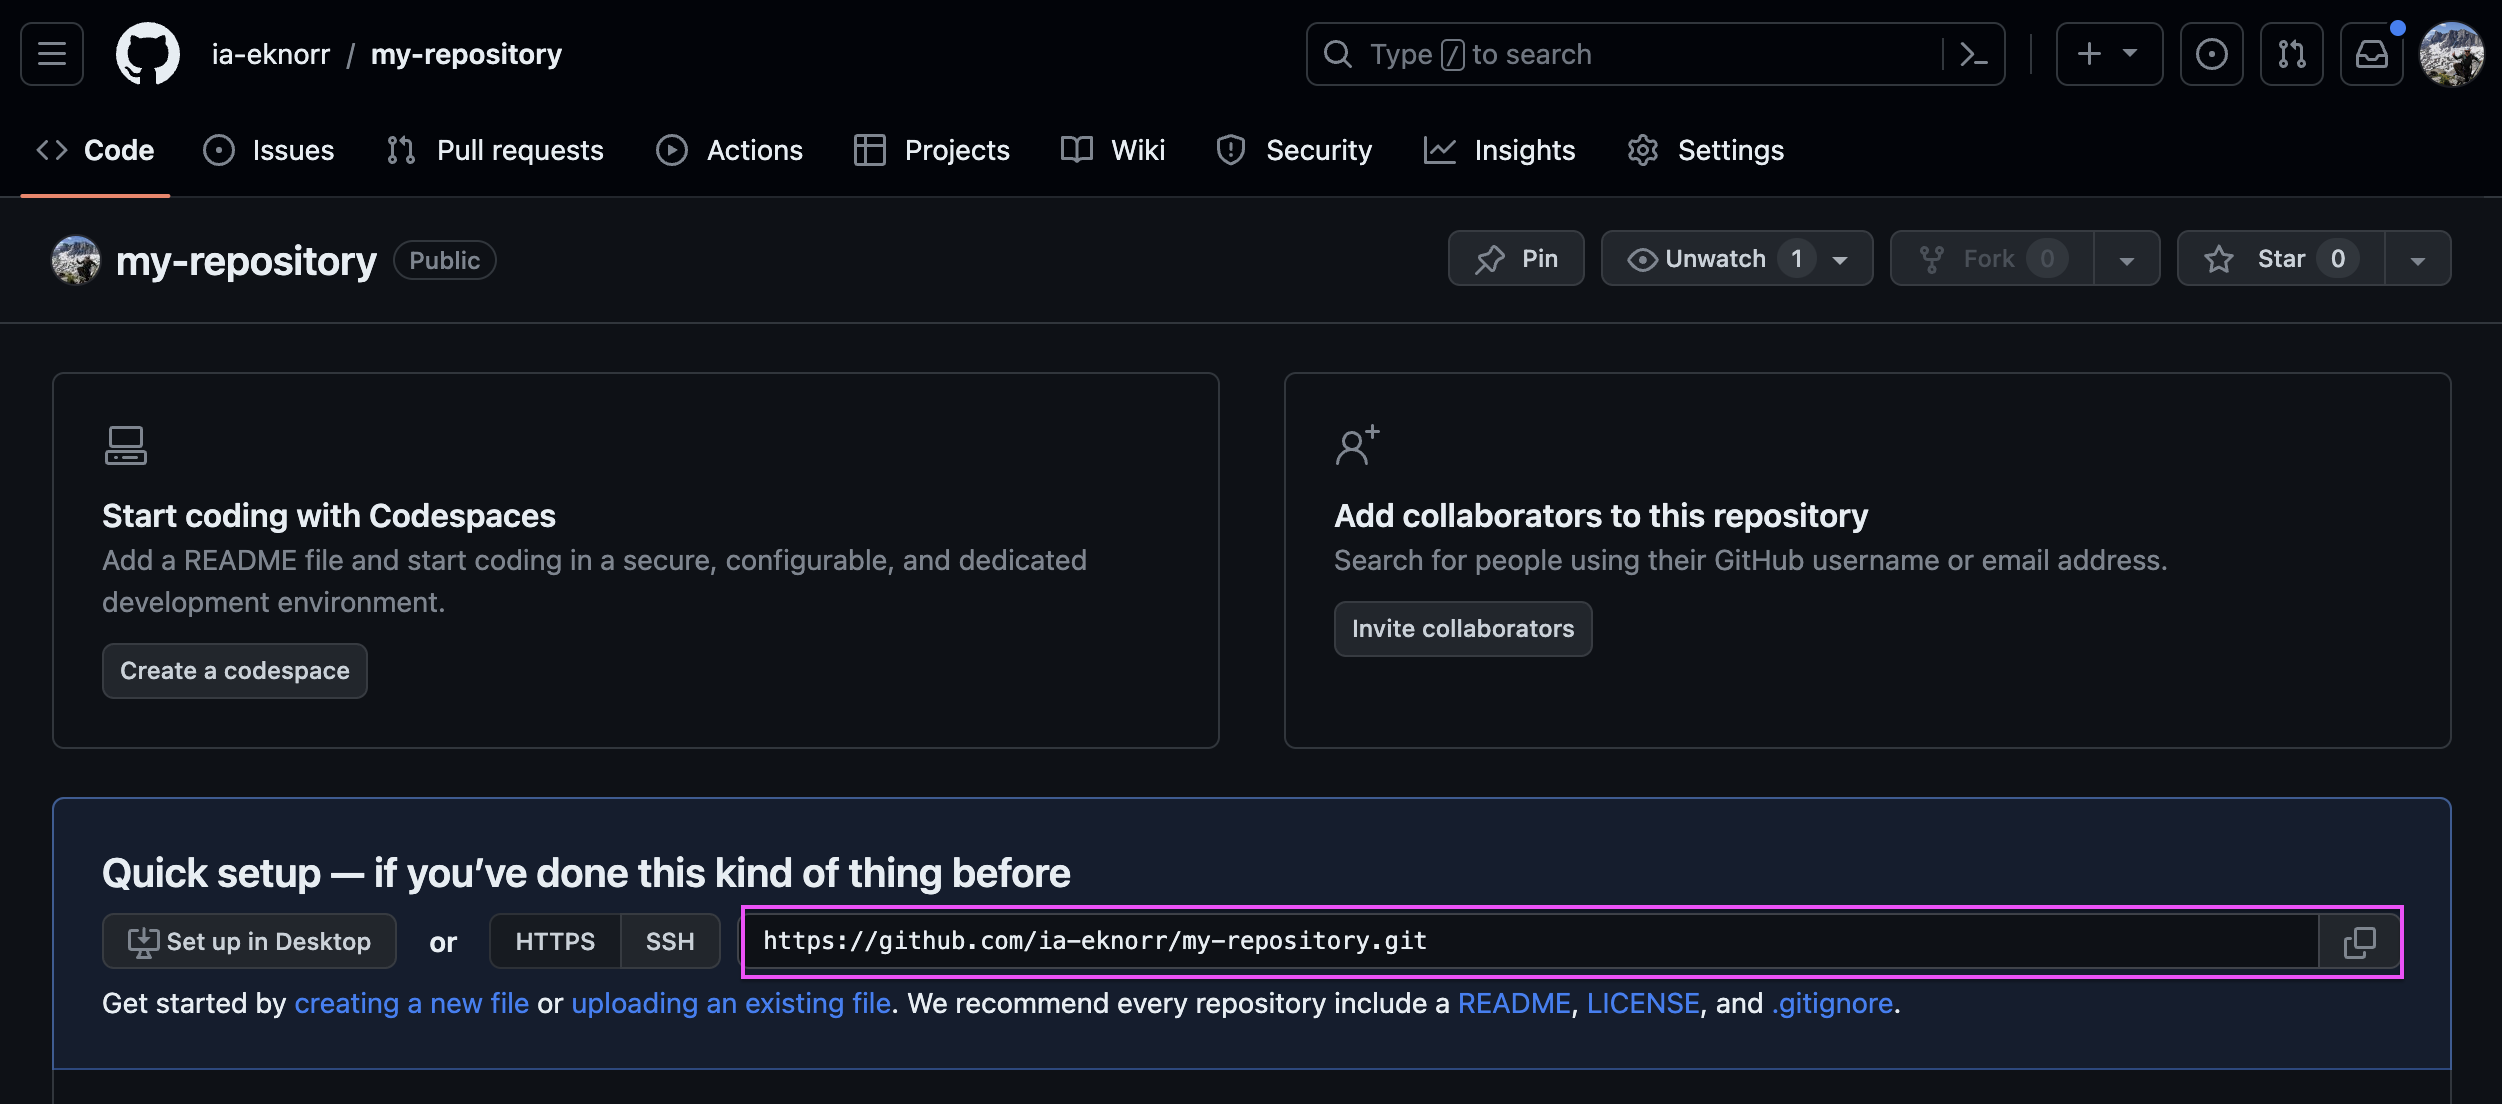 ia-eknorr / my-repository
Type / to search
Code Issues Pull requests Actions Projects Wiki Security Insights Settings
my-repository Public
Pin Unwatch 1 Fork 0 Star 0
Start coding with Codespaces
Add a README file and start coding in a secure, configurable, and dedicated
development environment.
Create a codespace
Add collaborators to this repository
Search for people using their GitHub username or email address.
Invite collaborators
Quick setup — if you’ve done this kind of thing before
Set up in Desktop or HTTPS SSH https://github.com/ia-eknorr/my-repository.git
Get started by creating a new file or uploading an existing file. We recommend every repository include a README, LICENSE, and .gitignore.